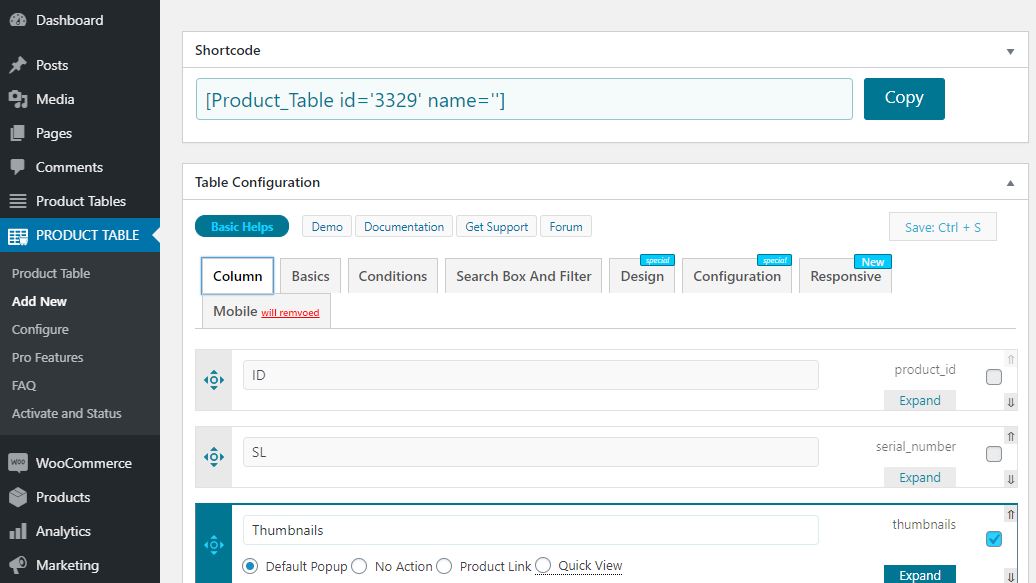 Dashboard
Posts
Media
Pages
Comments
Product Tables
PRODUCT TABLE
Product Table
Add New
Configure
Pro Features
FAQ
Activate and Status
WooCommerce
Products
Analytics
Marketing
Shortcode
[Product_Table id='3329' name='']
Copy
Table Configuration
Basic Helps Demo Documentation Get Support Forum Save: Ctrl + S
special special New
Column Basics Conditions Search Box And Filter Design Configuration Responsive
Mobile will remvoed
ID product_id
Expand
SL serial_number
Expand
Thumbnails thumbnails
Default Popup No Action Product Link Quick View
Expand